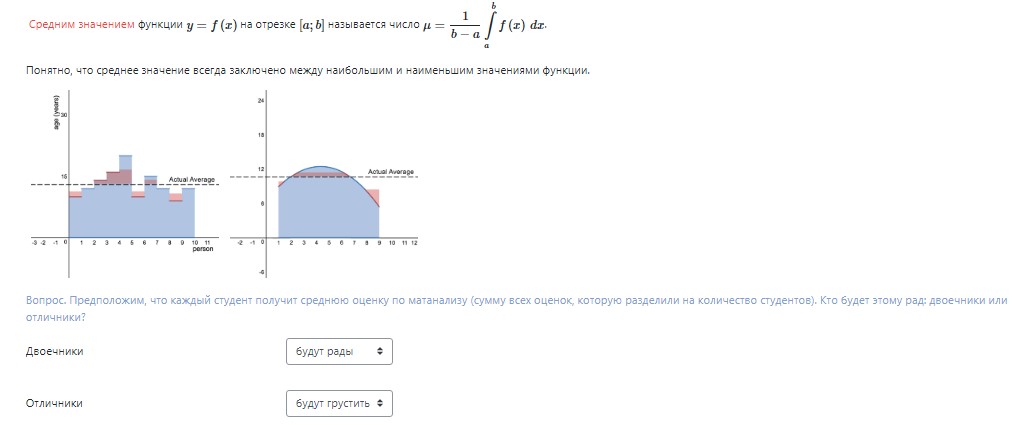 Средним значением функции y = f (x) на отрезке [a; b] называется число μ = 1/(b − a) ∫ₐᵇ f (x) dx.
Понятно, что среднее значение всегда заключено между наибольшим и наименьшим значениями функции.
age (years)
30
15
Actual Average
-3 -2 -1 0 1 2 3 4 5 6 7 8 9 10 11
person
24
18
12
Actual Average
6
-2 -1 0 1 2 3 4 5 6 7 8 9 10 11 12
-6
Вопрос. Предположим, что каждый студент получит среднюю оценку по матанализу (сумму всех оценок, которую разделили на количество студентов). Кто будет этому рад: двоечники или
отличники?
Двоечники будут рады
Отличники будут грустить